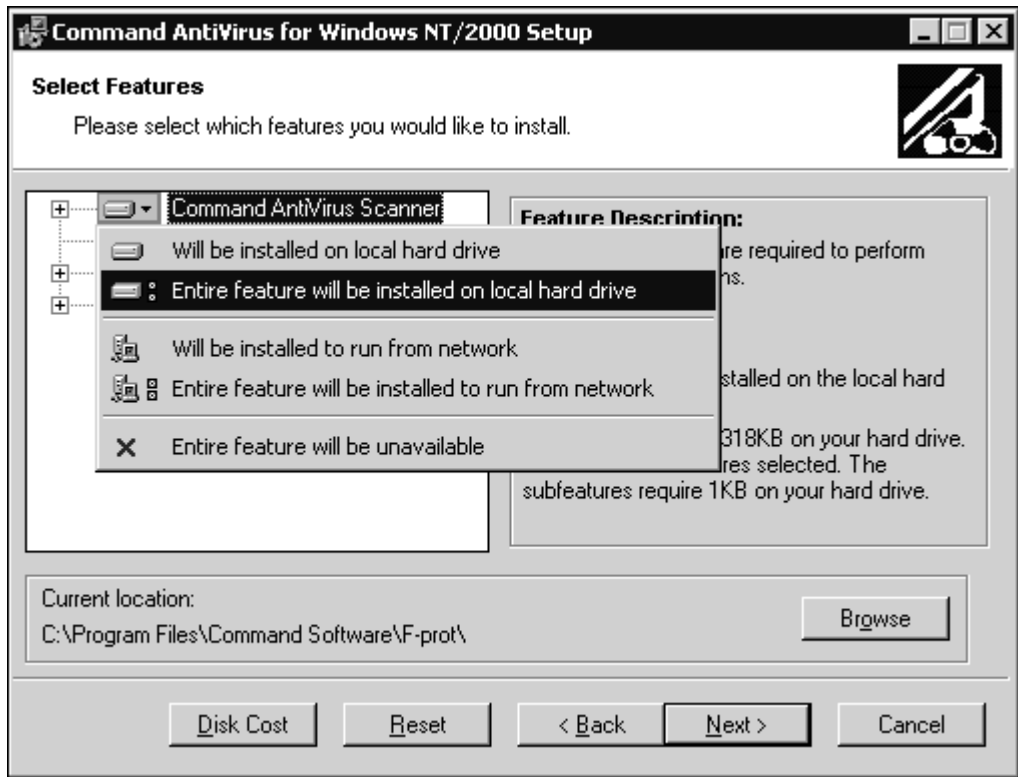 Command AntiVirus for Windows NT/2000 Setup
Select Features
Please select which features you would like to install.
Command AntiVirus Scanner
Feature Description:
Will be installed on local hard drive
are required to perform
Entire feature will be installed on local hard drive
Will be installed to run from network
Entire feature will be installed to run from network
stalled on the local hard
Entire feature will be unavailable
318KB on your hard drive.
res selected. The
subfeatures require 1KB on your hard drive.
Current location:
C:\Program Files\Command Software\F-prot\
Browse
Disk Cost
Reset
< Back
Next >
Cancel